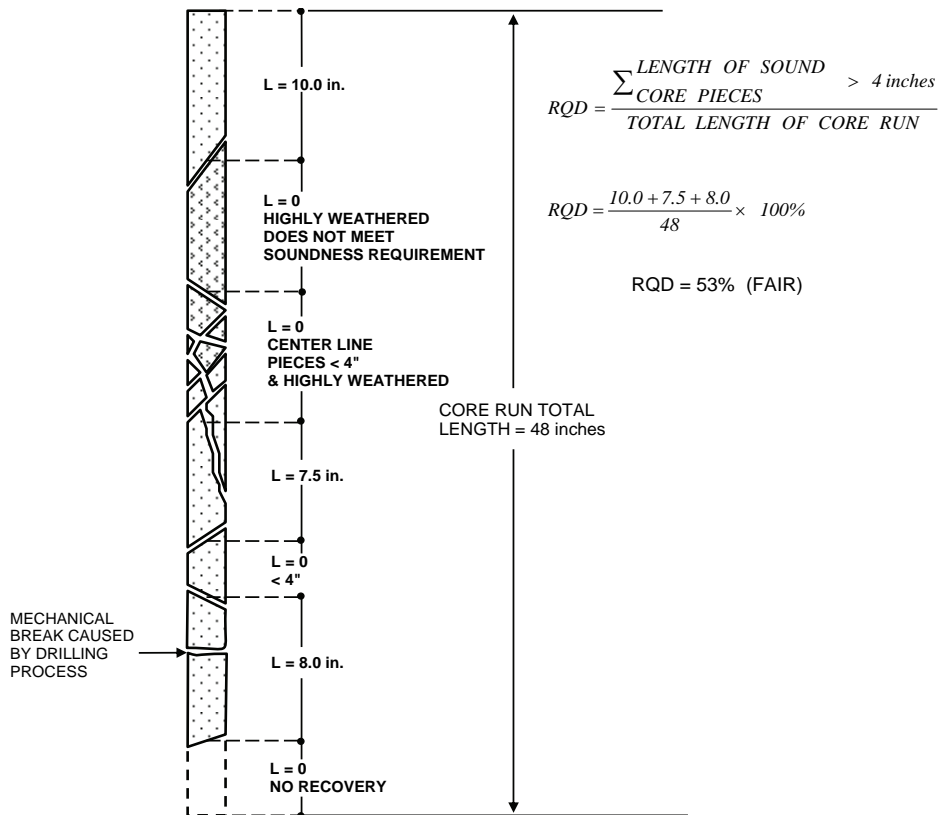 L = 10.0 in.
L = 0
HIGHLY WEATHERED
DOES NOT MEET
SOUNDNESS REQUIREMENT
L = 0
CENTER LINE
PIECES < 4"
& HIGHLY WEATHERED
L = 7.5 in.
L = 0
< 4"
L = 8.0 in.
L = 0
NO RECOVERY
MECHANICAL
BREAK CAUSED
BY DRILLING
PROCESS
CORE RUN TOTAL
LENGTH = 48 inches
RQD = ∑ LENGTH OF SOUND CORE PIECES > 4 inches / TOTAL LENGTH OF CORE RUN
RQD = 10.0 + 7.5 + 8.0 / 48 × 100%
RQD = 53% (FAIR)